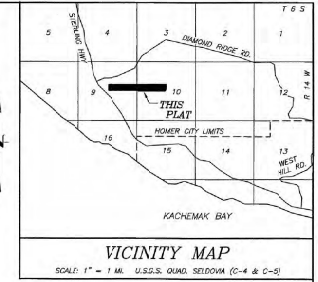 T 6 S
5
4
3
2
1
STERLING HWY
DIAMOND RIDGE RD.
8
9
10
11
12
R 14 W
THIS
PLAT
HOMER CITY LIMITS
16
15
14
13
WEST
HILL RD.
KACHEMAK BAY
N
VICINITY MAP
SCALE: 1" = 1 MI. U.S.G.S. QUAD. SELDOVIA (C-4 & C-5)